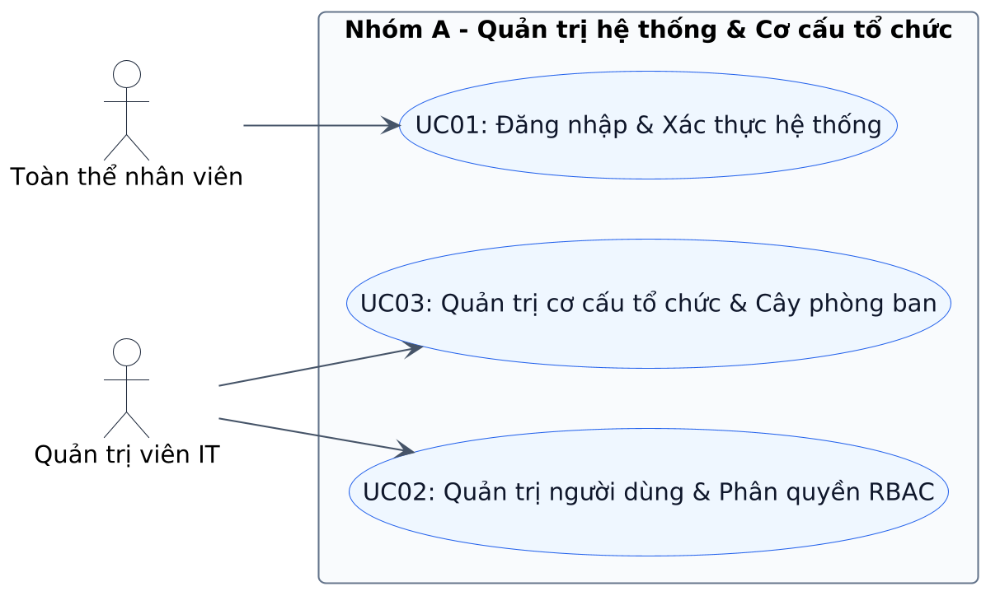 Nhóm A - Quản trị hệ thống & Cơ cấu tổ chức
UC01: Đăng nhập & Xác thực hệ thống
Toàn thể nhân viên
UC03: Quản trị cơ cấu tổ chức & Cây phòng ban
Quản trị viên IT
UC02: Quản trị người dùng & Phân quyền RBAC